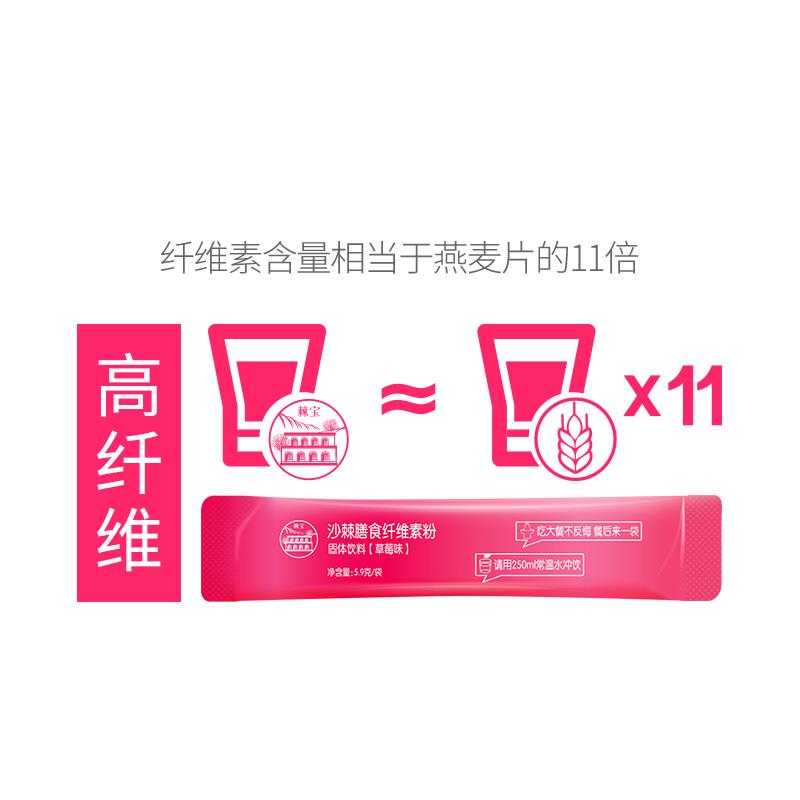 纤维素含量相当于燕麦片的11倍
高纤维
棘宝
≈
x11
棘宝
沙棘膳食纤维素粉
固体饮料【草莓味】
净含量:5.9克/袋
吃大餐不反悔 餐后来一袋
请用250ml常温水冲饮